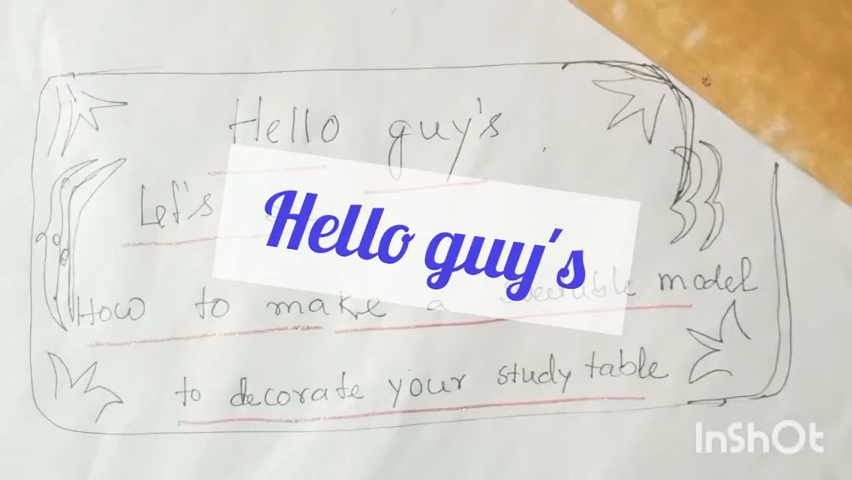 Hello guy's
Let's
Hello guy's
How to make a model
to decorate your study table
InShOt